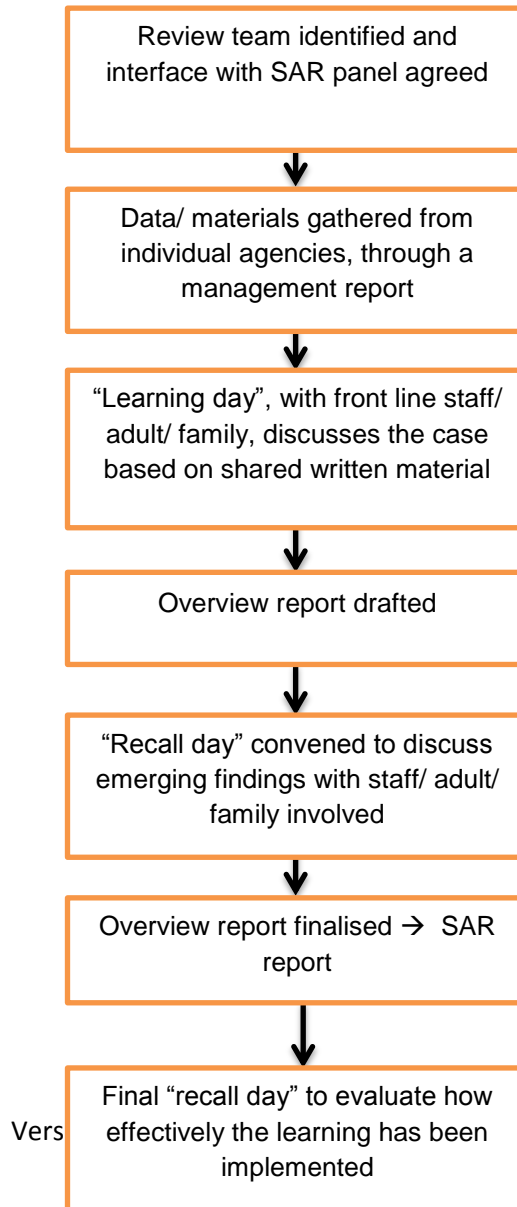 Review team identified and
interface with SAR panel agreed
Data/ materials gathered from
individual agencies, through a
management report
“Learning day”, with front line staff/
adult/ family, discusses the case
based on shared written material
Overview report drafted
“Recall day” convened to discuss
emerging findings with staff/ adult/
family involved
Overview report finalised → SAR
report
Final “recall day” to evaluate how
effectively the learning has been
implemented
Vers